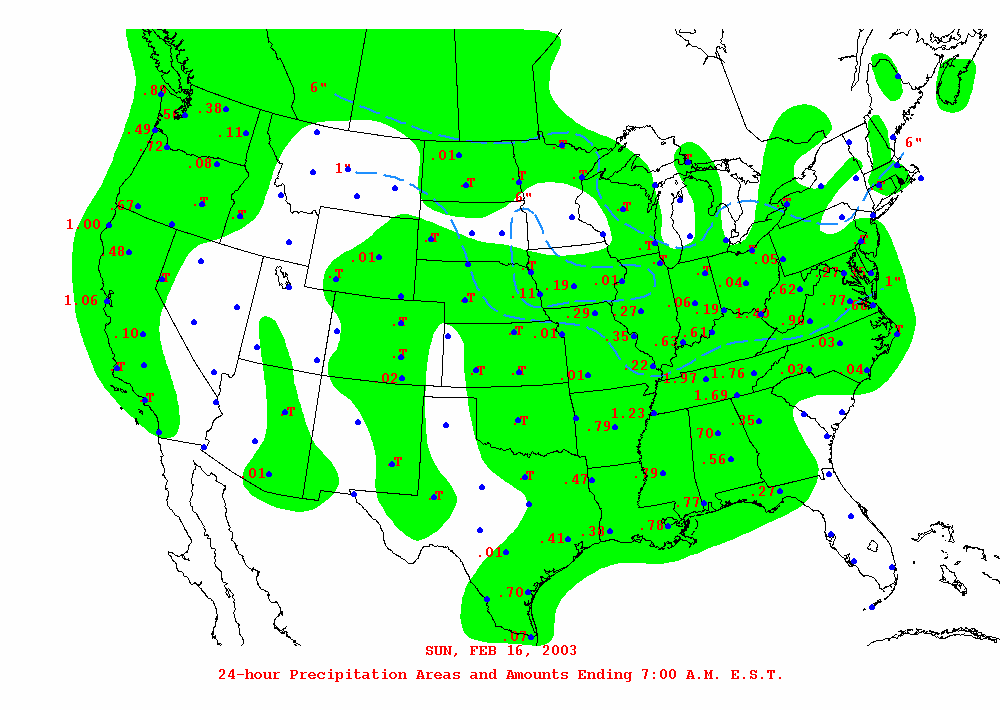 6"
.38
.49
.11
.72
.01
1"
.08
T
T
T
6"
6"
.67
T
T
T
T
1.00
T
T
.48
.01
T
T
T
.05
T
T
T
T
.04
.27
1"
.11
.19
.01
.62
1.06
T
.29
.27
.06
.19
1.40
.77
T
.96
.10
T
.01
.35
.63
.61
T
.03
T
T
T
T
.22
.02
.01
1.97
1.76
.03
.04
T
1.69
T
1.23
T
.79
.35
.70
T
.56
.01
T
.47
.39
T
.77
.27
.78
.41
.38
.01
.70
.07
SUN, FEB 16, 2003
24-hour Precipitation Areas and Amounts Ending 7:00 A.M. E.S.T.